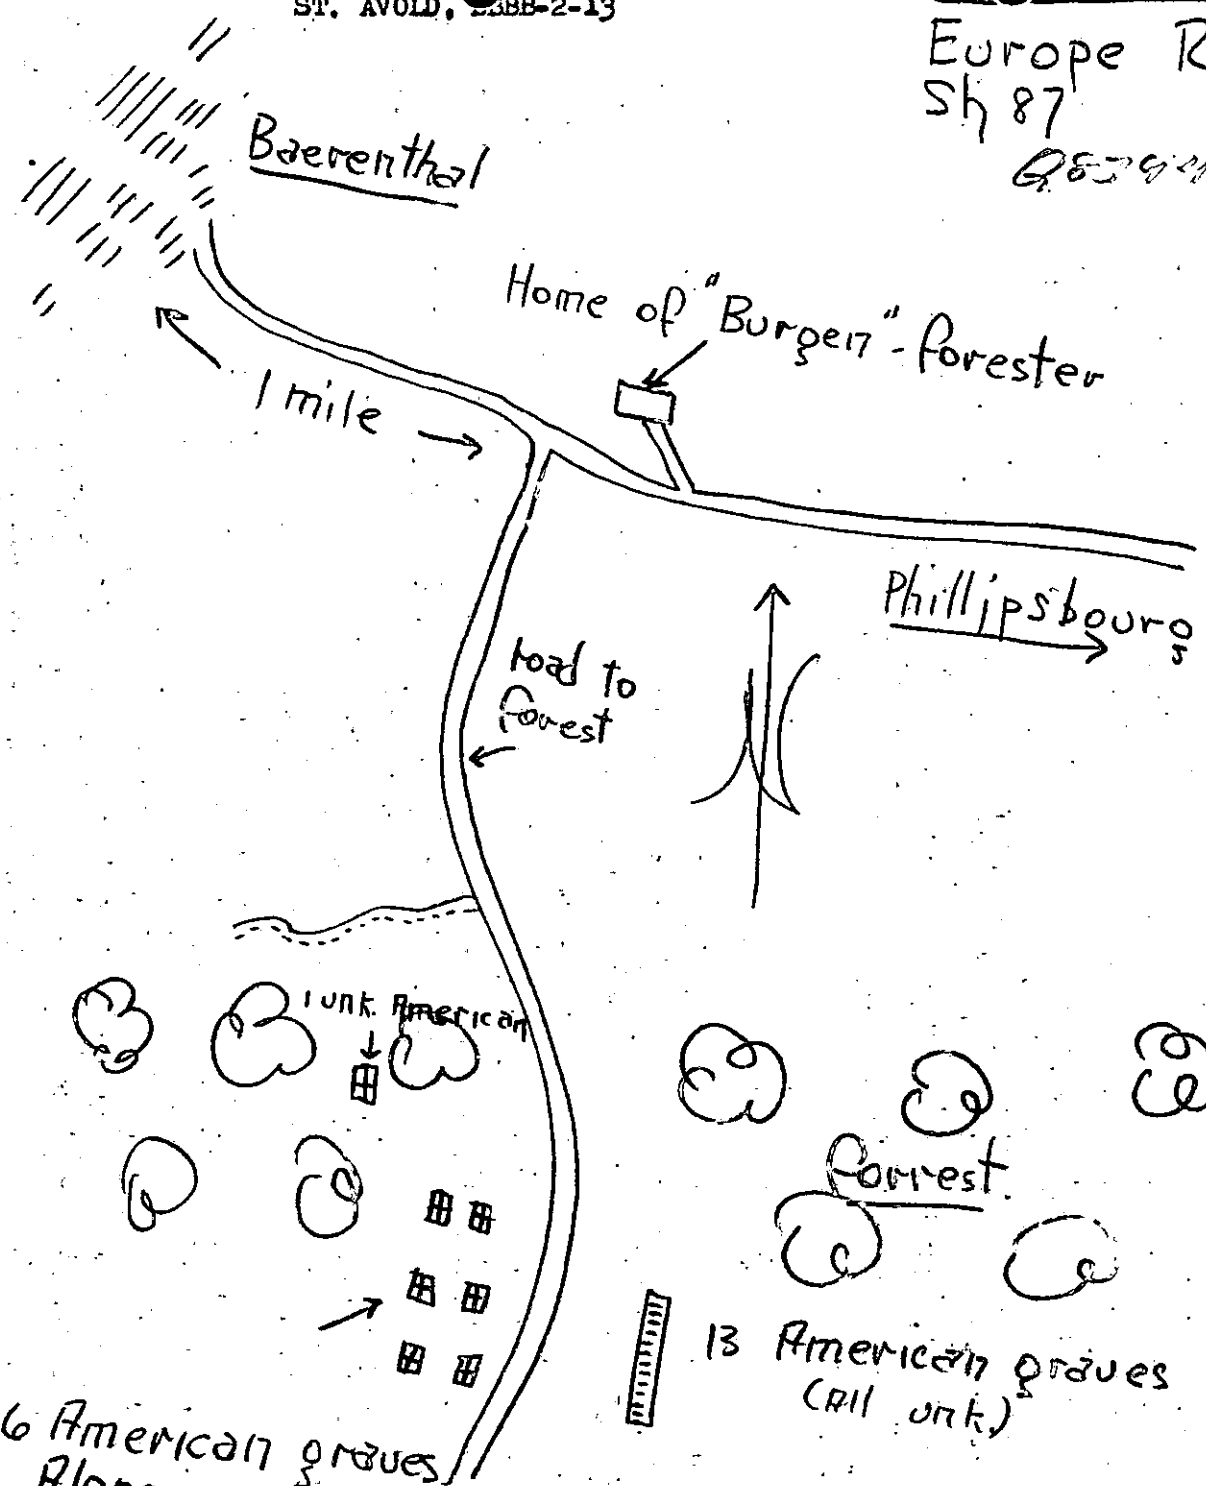 ST. AVOLD,
Europe
Sh 87
Baerenthal
Home of "Burgen" - forester
1 mile
Phillipsbourg
road to
forest
1 unk. American
forrest
13 American graves
(All unk.)
6 American graves